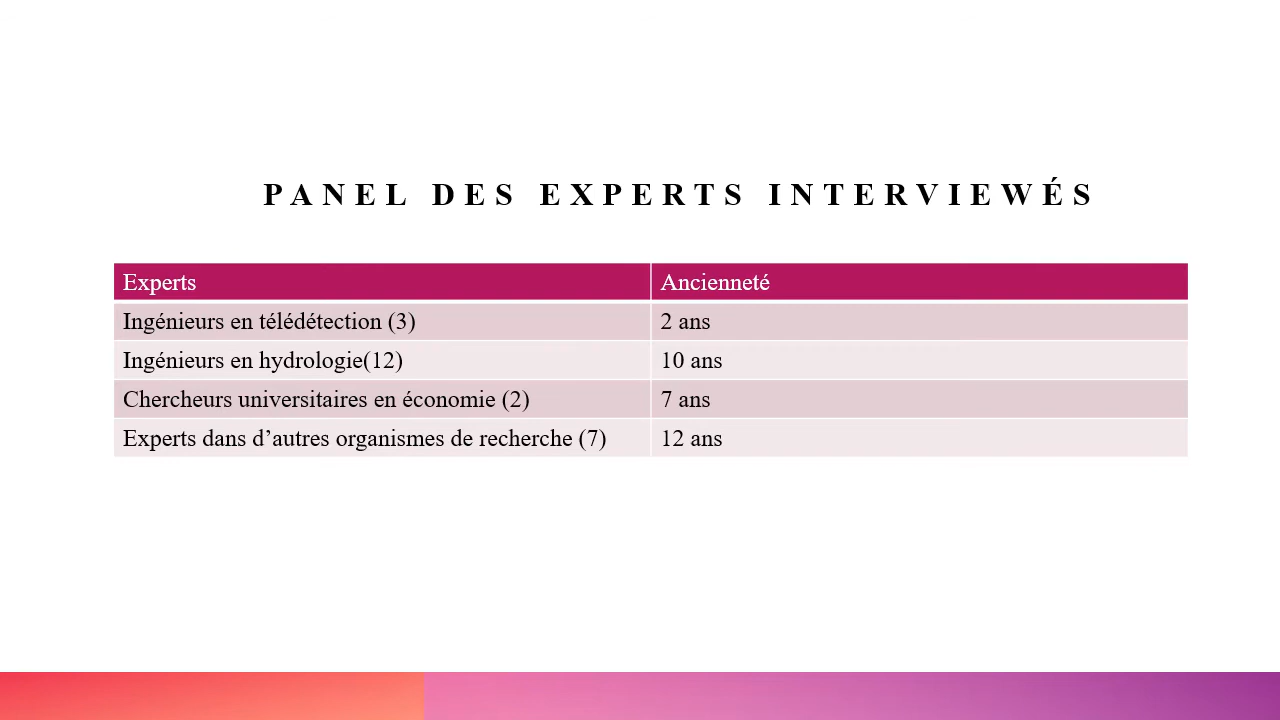 PANEL DES EXPERTS INTERVIEWÉS
Experts Ancienneté
Ingénieurs en télédétection (3) 2 ans
Ingénieurs en hydrologie(12) 10 ans
Chercheurs universitaires en économie (2) 7 ans
Experts dans d’autres organismes de recherche (7) 12 ans